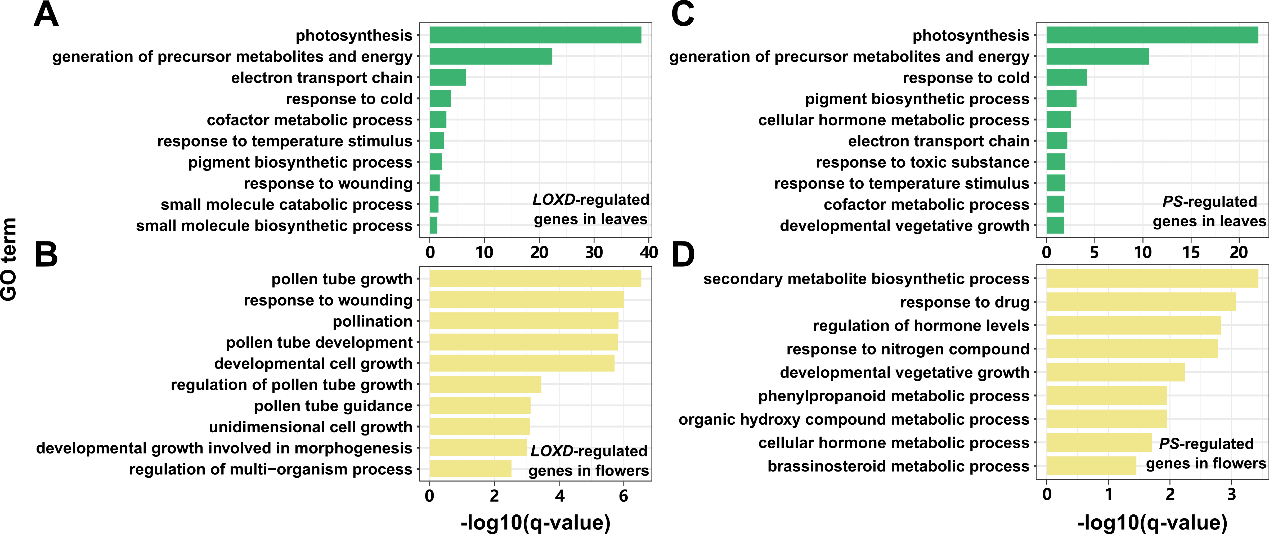 A
photosynthesis
generation of precursor metabolites and energy
electron transport chain
response to cold
cofactor metabolic process
response to temperature stimulus
pigment biosynthetic process
response to wounding
small molecule catabolic process
small molecule biosynthetic process
LOXD-regulated
genes in leaves
0 10 20 30 40
C
photosynthesis
generation of precursor metabolites and energy
response to cold
pigment biosynthetic process
cellular hormone metabolic process
electron transport chain
response to toxic substance
response to temperature stimulus
cofactor metabolic process
developmental vegetative growth
PS-regulated
genes in leaves
0 5 10 15 20
GO term
B
pollen tube growth
response to wounding
pollination
pollen tube development
developmental cell growth
regulation of pollen tube growth
pollen tube guidance
unidimensional cell growth
developmental growth involved in morphogenesis
regulation of multi−organism process
LOXD-regulated
genes in flowers
0 2 4 6
-log10(q-value)
D
secondary metabolite biosynthetic process
response to drug
regulation of hormone levels
response to nitrogen compound
developmental vegetative growth
phenylpropanoid metabolic process
organic hydroxy compound metabolic process
cellular hormone metabolic process
brassinosteroid metabolic process
PS-regulated
genes in flowers
0 1 2 3
-log10(q-value)